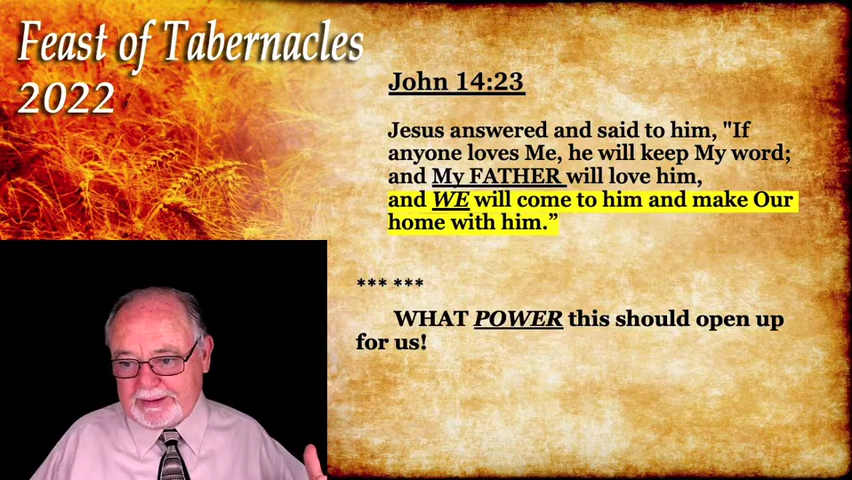 Feast of Tabernacles
2022
John 14:23
Jesus answered and said to him, "If
anyone loves Me, he will keep My word;
and My FATHER will love him,
and WE will come to him and make Our
home with him.”
*** ***
WHAT POWER this should open up
for us!